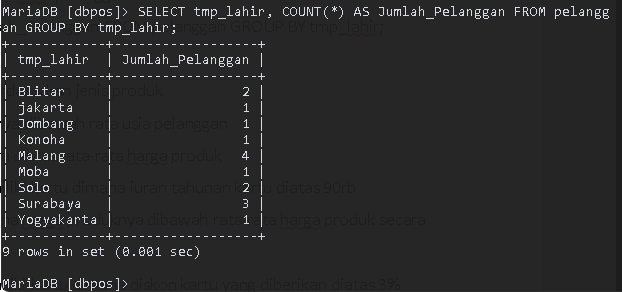 MariaDB [dbpos]> SELECT tmp_lahir, COUNT(*) AS Jumlah_Pelanggan FROM pelangg
an GROUP BY tmp_lahir;
+------------+------------------+
| tmp_lahir  | Jumlah_Pelanggan |
+------------+------------------+
| Blitar     |                2 |
| jakarta    |                1 |
| Jombang    |                1 |
| Konoha     |                1 |
| Malang     |                4 |
| Moba       |                1 |
| Solo       |                2 |
| Surabaya   |                3 |
| Yogyakarta |                1 |
+------------+------------------+
9 rows in set (0.001 sec)
MariaDB [dbpos]>